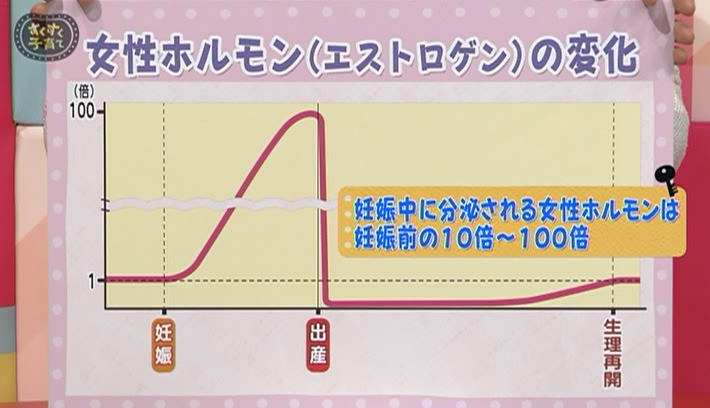 すくすく
子育て
女性ホルモン(エストロゲン)の変化
(倍)
100
妊娠中に分泌される女性ホルモンは
妊娠前の10倍～100倍
1
妊娠
出産
生理再開